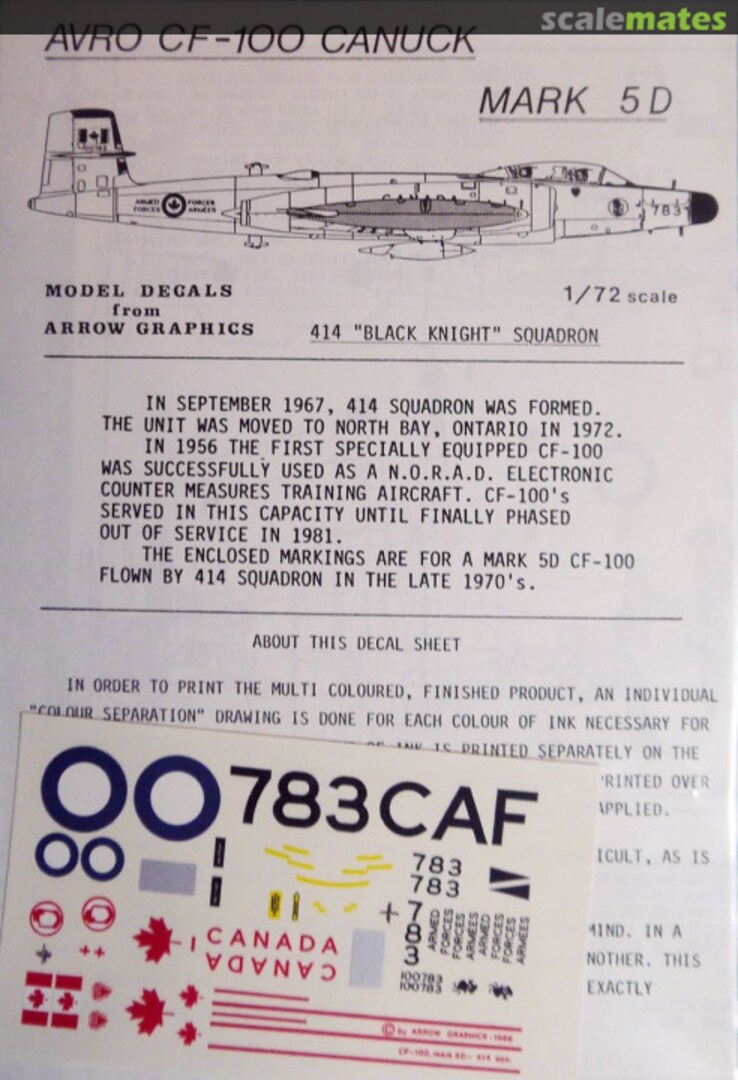 scalemates
AVRO CF-100 CANUCK
MARK 5D
ARMED FORCES
FORCES ARMÉES
783
MODEL DECALS
from
ARROW GRAPHICS
1/72 scale
414 "BLACK KNIGHT" SQUADRON
IN SEPTEMBER 1967, 414 SQUADRON WAS FORMED.
THE UNIT WAS MOVED TO NORTH BAY, ONTARIO IN 1972.
IN 1956 THE FIRST SPECIALLY EQUIPPED CF-100
WAS SUCCESSFULLY USED AS A N.O.R.A.D. ELECTRONIC
COUNTER MEASURES TRAINING AIRCRAFT. CF-100's
SERVED IN THIS CAPACITY UNTIL FINALLY PHASED
OUT OF SERVICE IN 1981.
THE ENCLOSED MARKINGS ARE FOR A MARK 5D CF-100
FLOWN BY 414 SQUADRON IN THE LATE 1970's.
ABOUT THIS DECAL SHEET
IN ORDER TO PRINT THE MULTI COLOURED, FINISHED PRODUCT, AN INDIVIDUAL
"COLOUR SEPARATION" DRAWING IS DONE FOR EACH COLOUR OF INK NECESSARY FOR
OF INK IS PRINTED SEPARATELY ON THE
PRINTED OVER
APPLIED.
ICULT, AS IS
MIND. IN A
NOTHER. THIS
EXACTLY
783CAF
783
783
783
ARMED
FORCES
FORCES
ARMÉES
ARMED
FORCES
FORCES
ARMÉES
CANADA
CANADA
100783
100783
© by ARROW GRAPHICS-1986
CF-100, MARK 5D- 414 sqn.